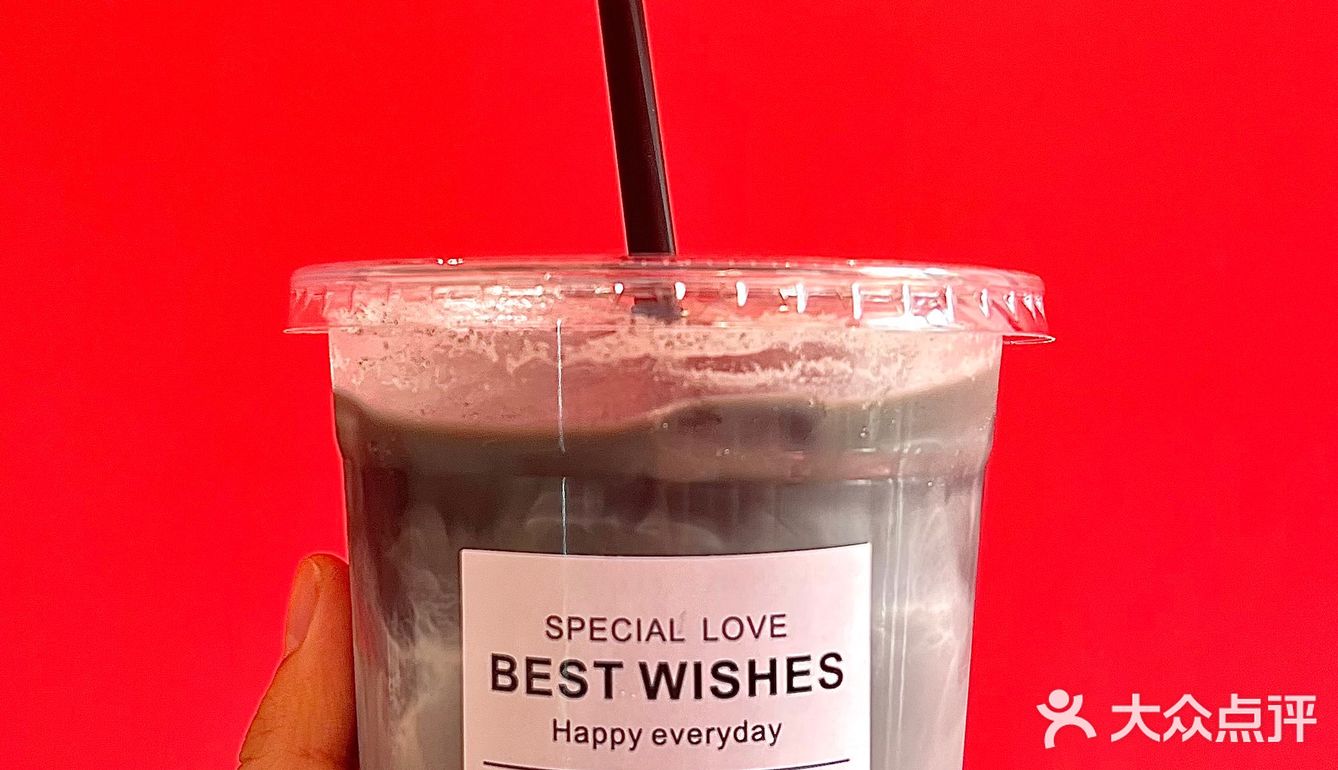 SPECIAL LOVE
BEST WISHES
Happy everyday
大众点评